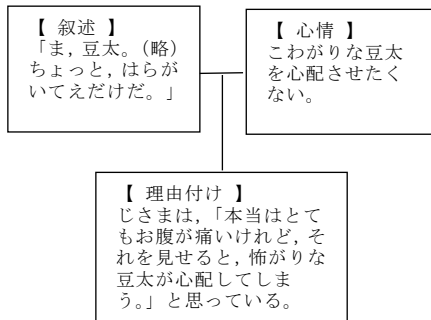 【 叙述 】
「ま，豆太。（略）
ちょっと，はらが
いてえだけだ。」
【 心情 】
こわがりな豆太
を心配させたく
ない。
【 理由付け 】
じさまは，「本当はとて
もお腹が痛いけれど，そ
れを見せると，怖がりな
豆太が心配してしま
う。」と思っている。